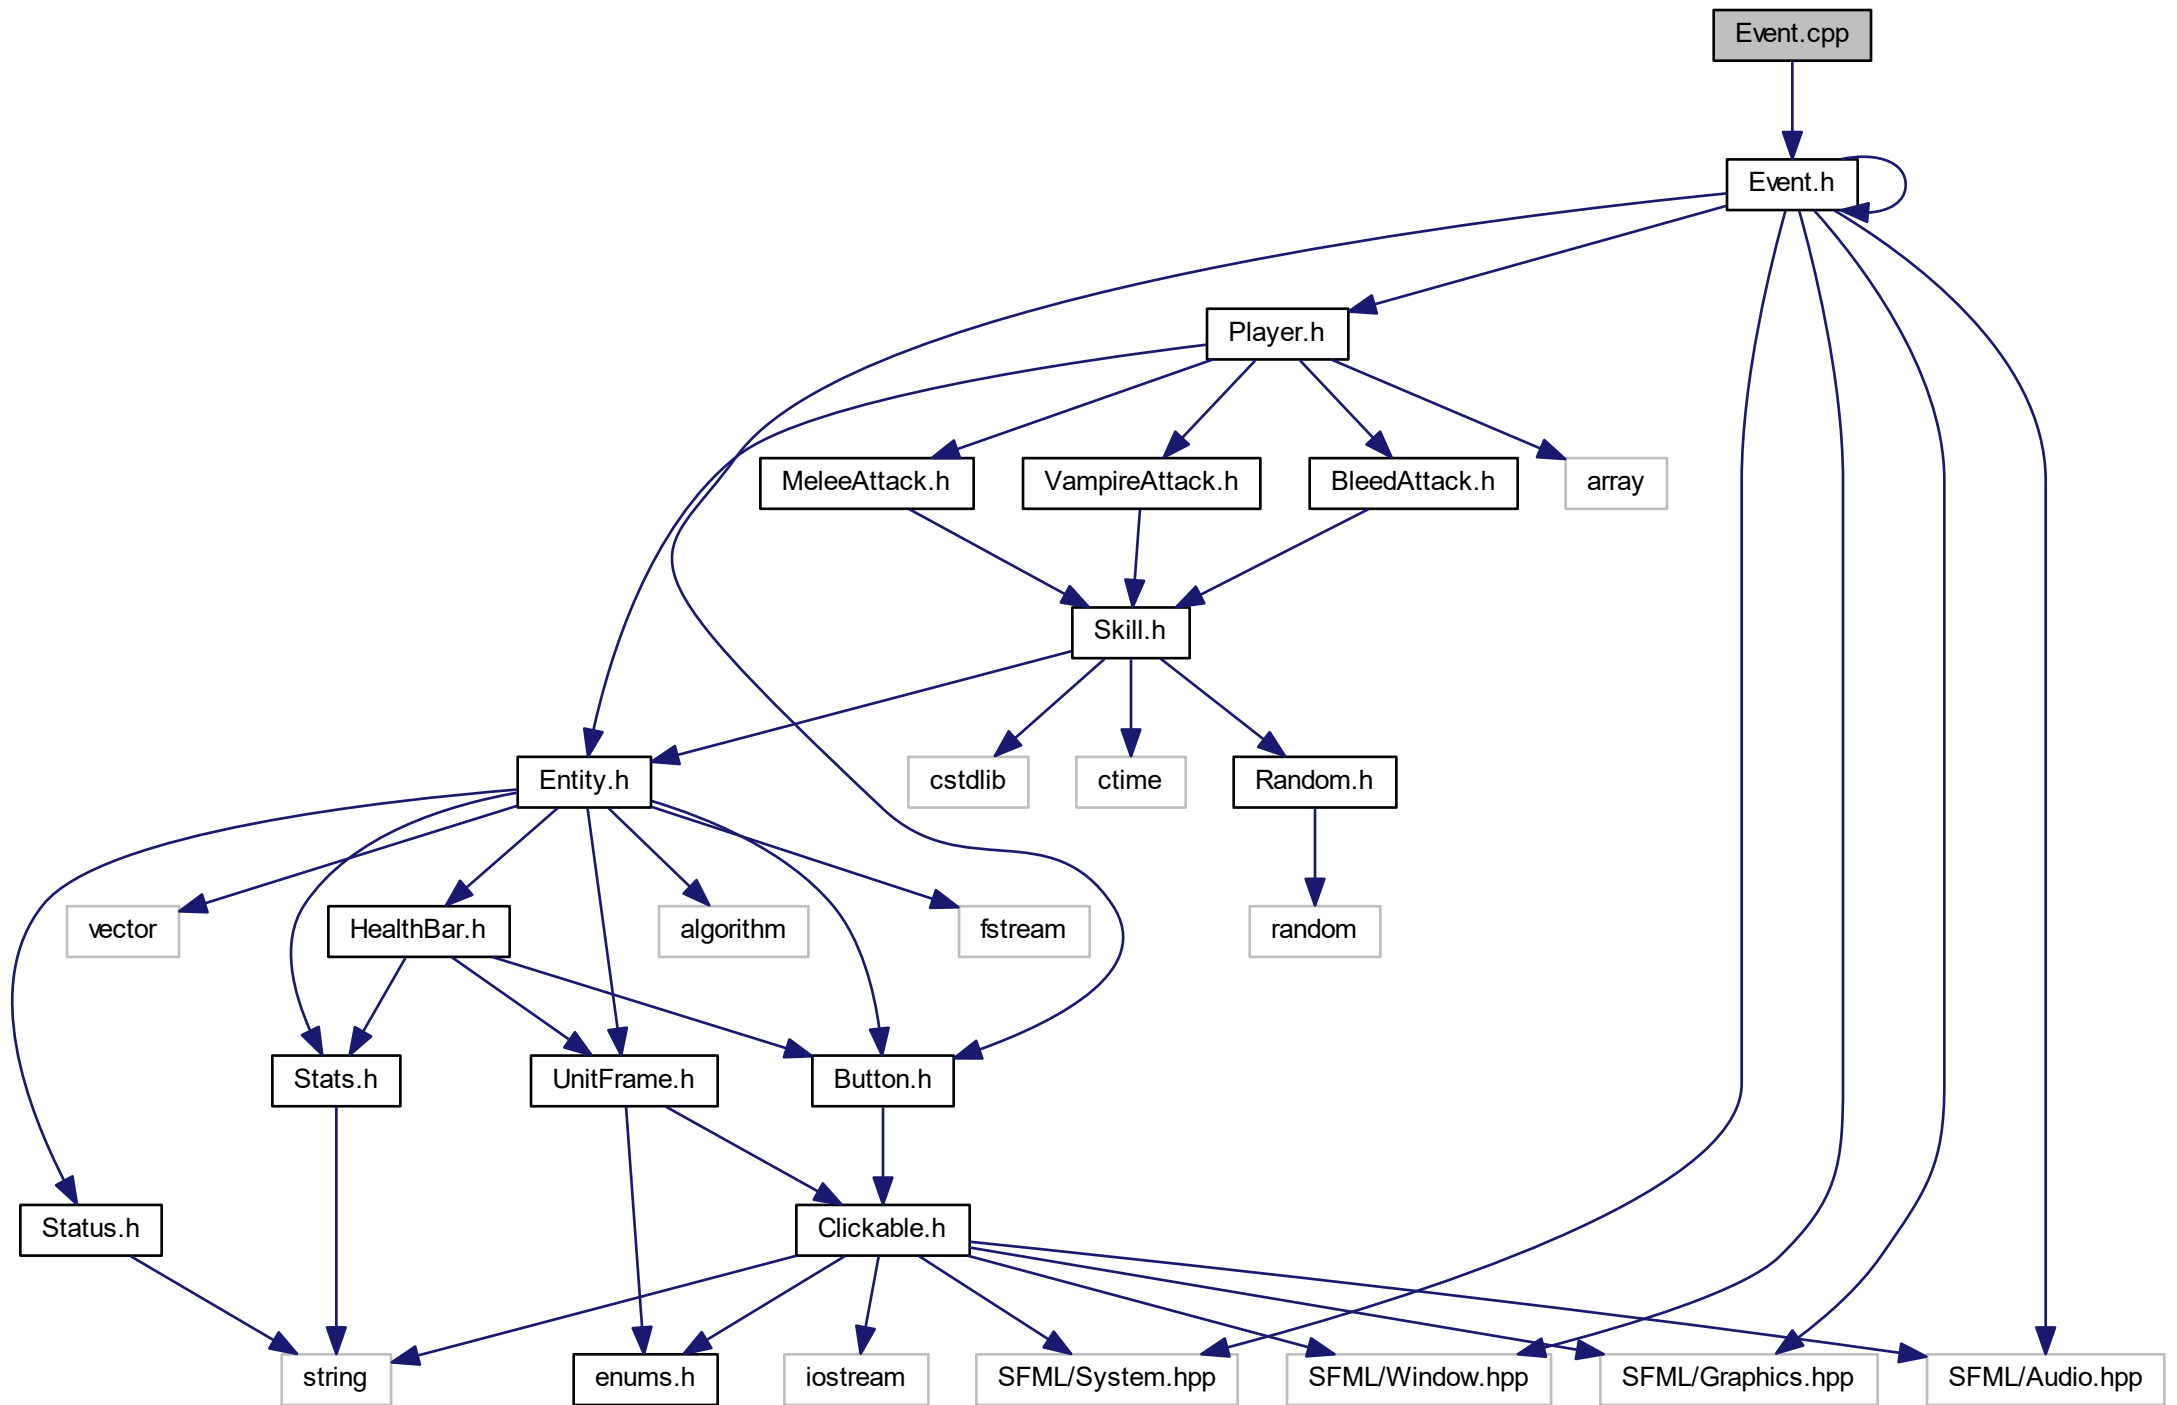 Event.cpp
Event.h
Player.h
MeleeAttack.h
VampireAttack.h
BleedAttack.h
array
Skill.h
Entity.h
cstdlib
ctime
Random.h
vector
HealthBar.h
algorithm
fstream
random
Stats.h
UnitFrame.h
Button.h
Status.h
Clickable.h
string
enums.h
iostream
SFML/System.hpp
SFML/Window.hpp
SFML/Graphics.hpp
SFML/Audio.hpp